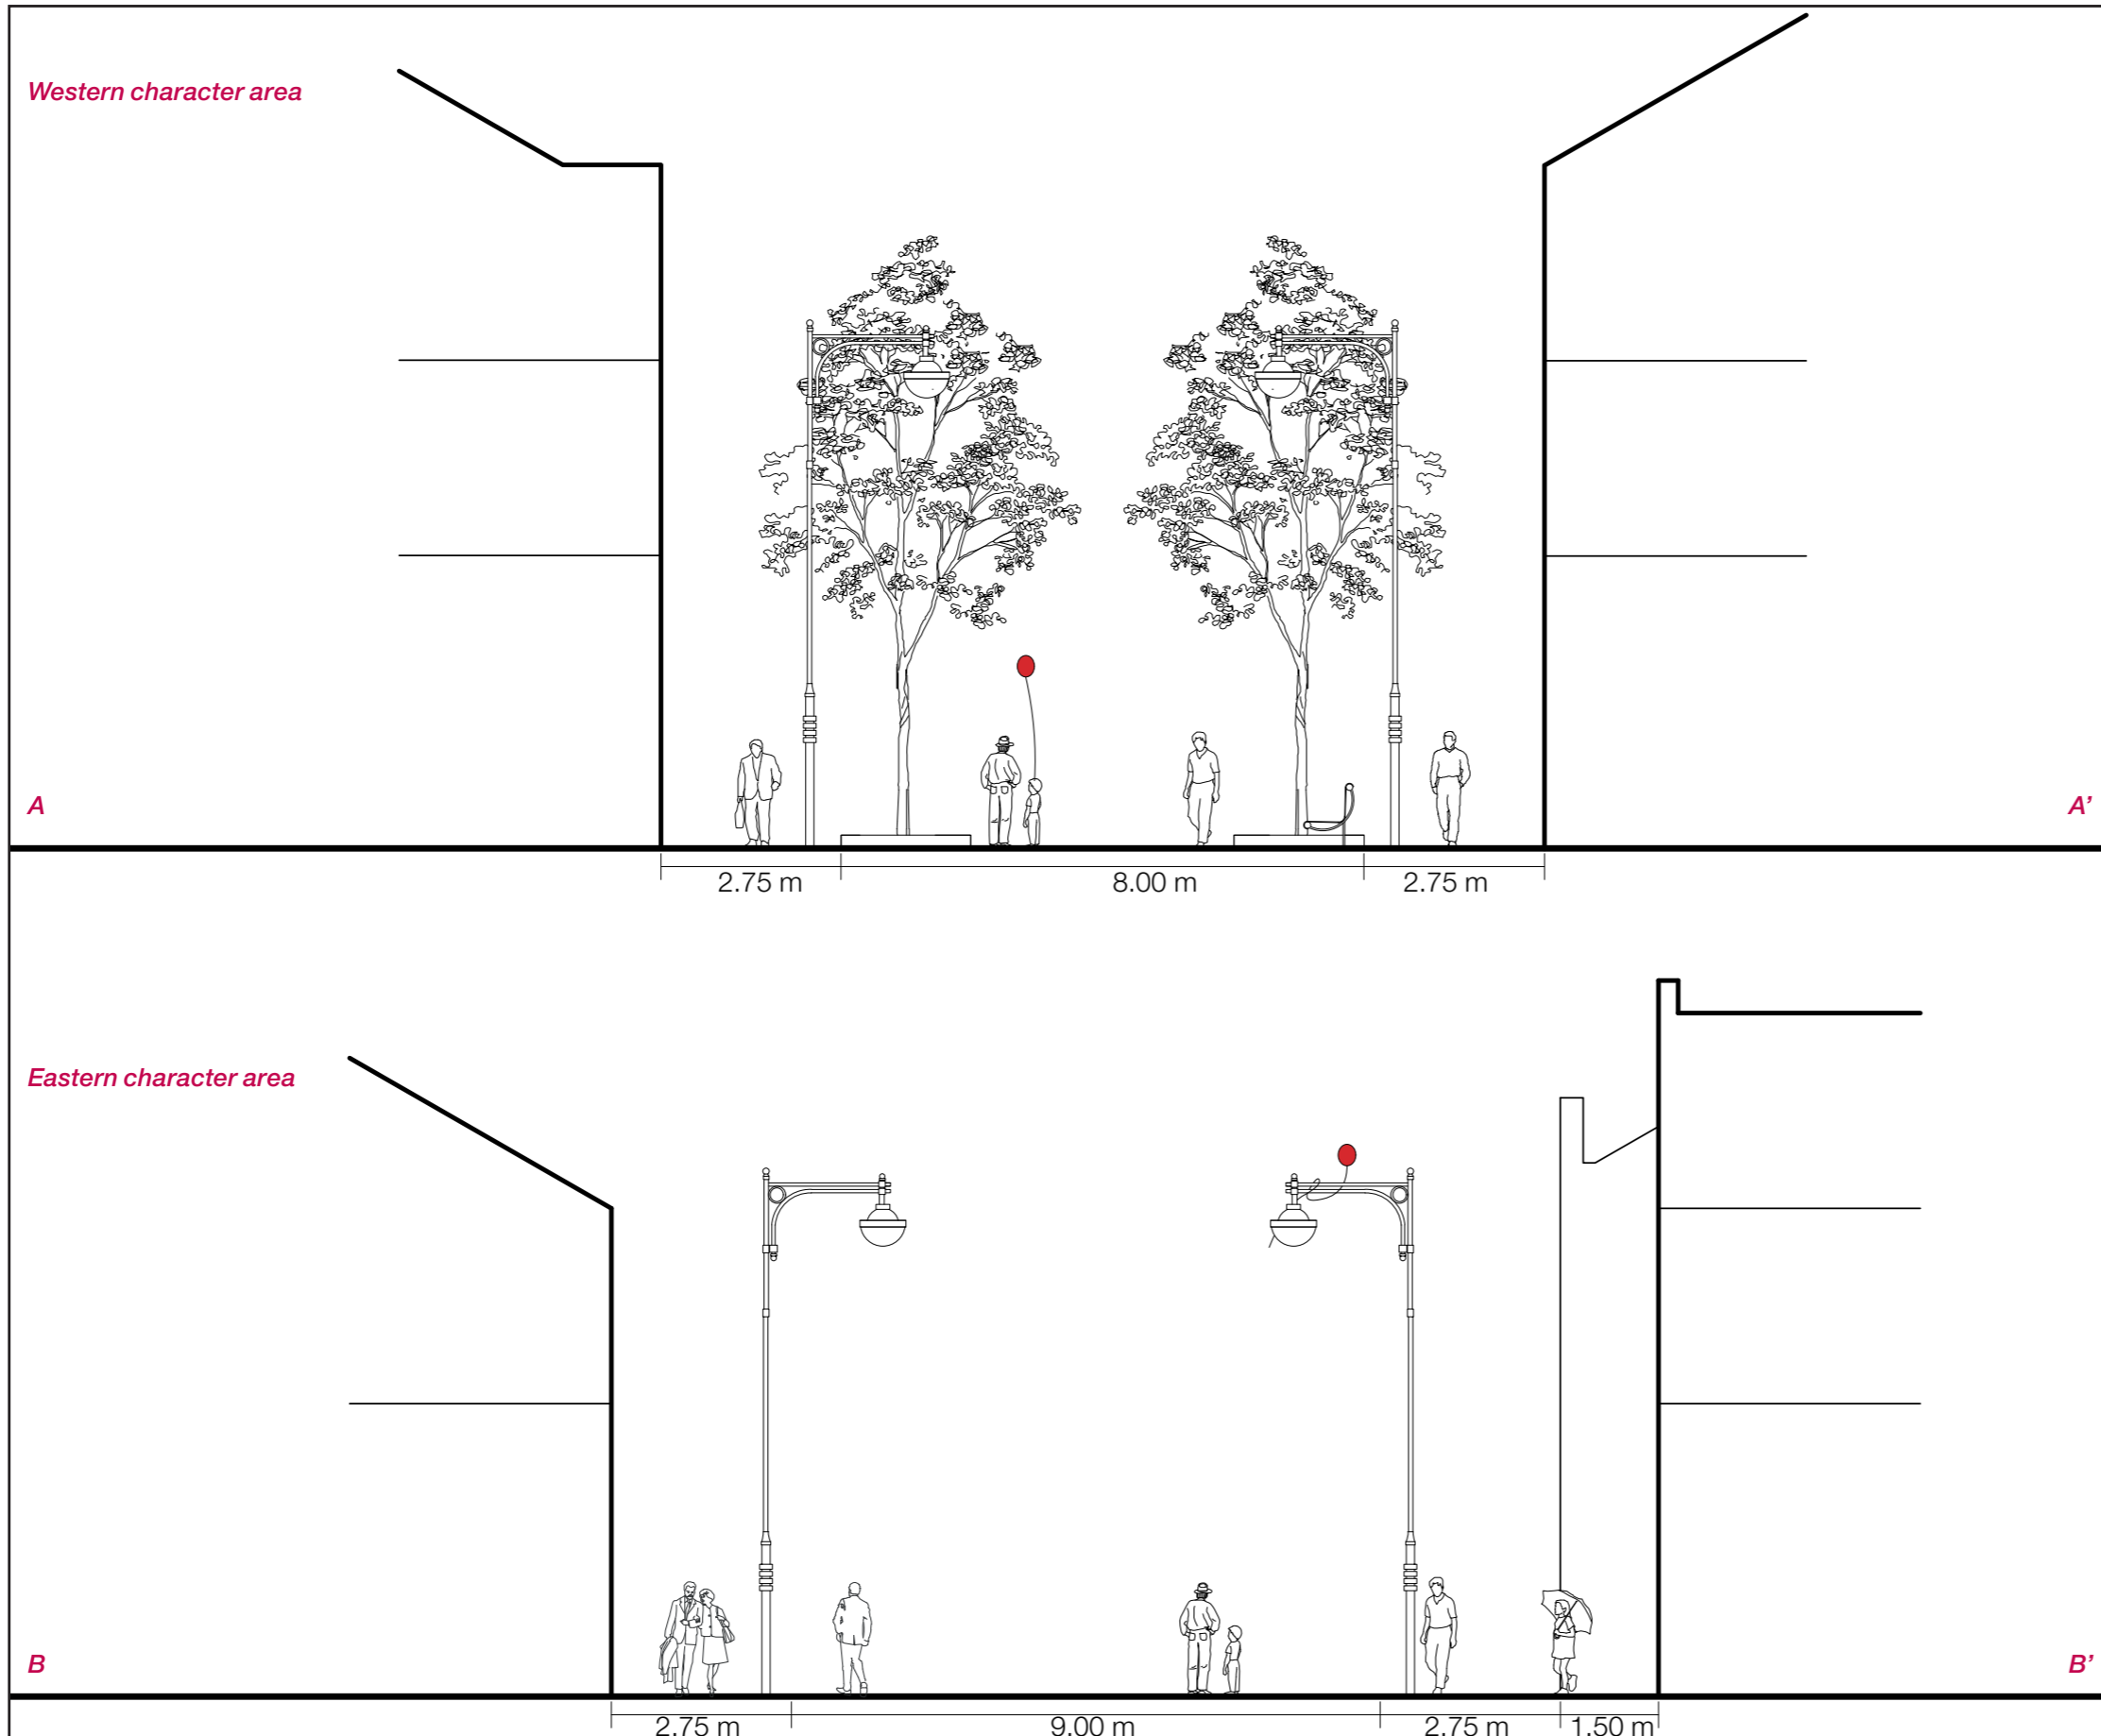 Western character area
A A’
2.75 m 8.00 m 2.75 m
Eastern character area
B B’
2.75 m 9.00 m 2.75 m 1.50 m